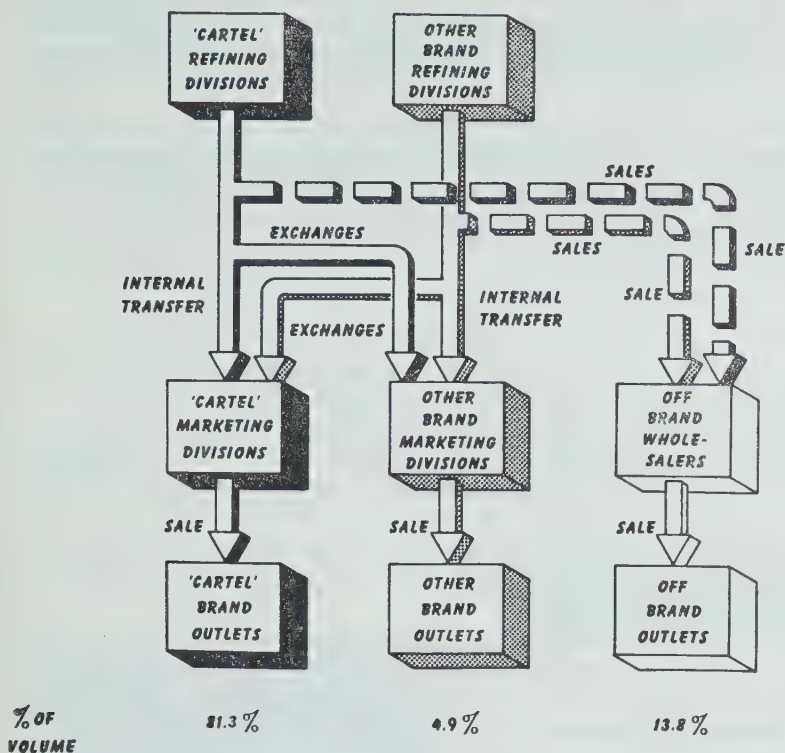 'CARTEL'
REFINING
DIVISIONS
OTHER
BRAND
REFINING
DIVISIONS
SALES
EXCHANGES
SALES
SALE
INTERNAL
TRANSFER
EXCHANGES
INTERNAL
TRANSFER
SALE
'CARTEL'
MARKETING
DIVISIONS
OTHER
BRAND
MARKETING
DIVISIONS
OFF
BRAND
WHOLE-
SALERS
SALE
SALE
SALE
'CARTEL'
BRAND
OUTLETS
OTHER
BRAND
OUTLETS
OFF
BRAND
OUTLETS
% OF
VOLUME
81.3 %
4.9 %
13.8 %